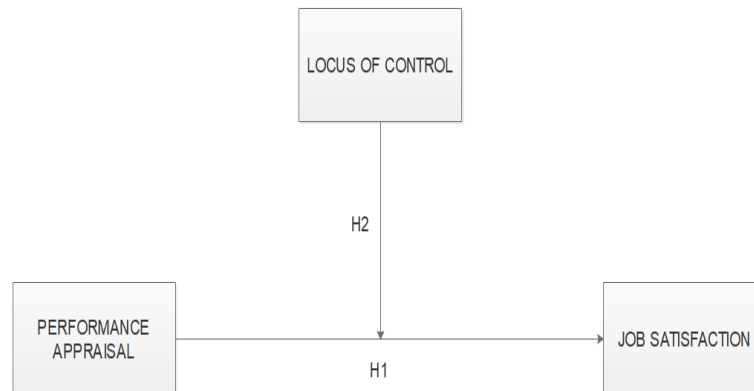 LOCUS OF CONTROL
H2
PERFORMANCE
APPRAISAL
JOB SATISFACTION
H1